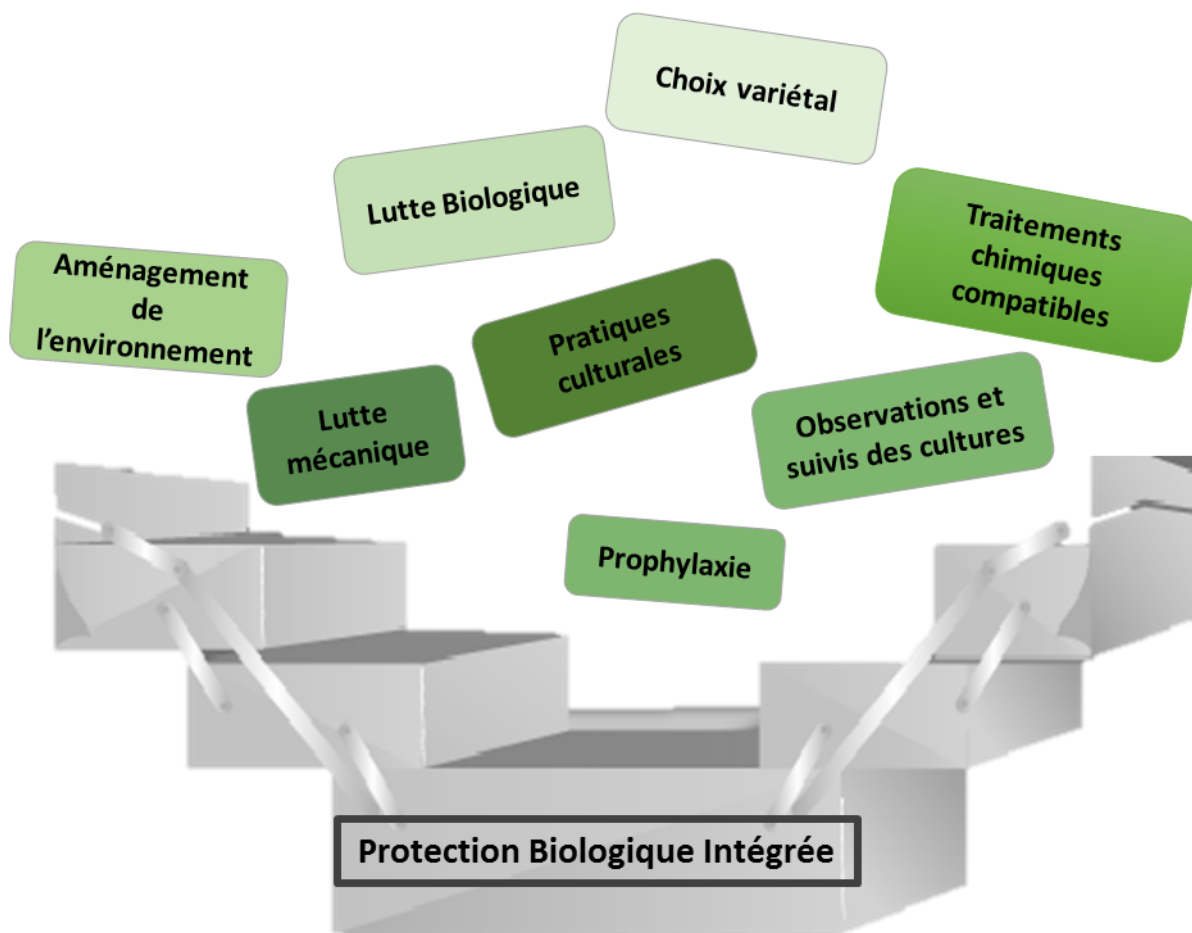 Choix variétal
Lutte Biologique
Traitements
chimiques
compatibles
Aménagement
de
l’environnement
Pratiques
culturales
Lutte
mécanique
Observations et
suivis des cultures
Prophylaxie
Protection Biologique Intégrée